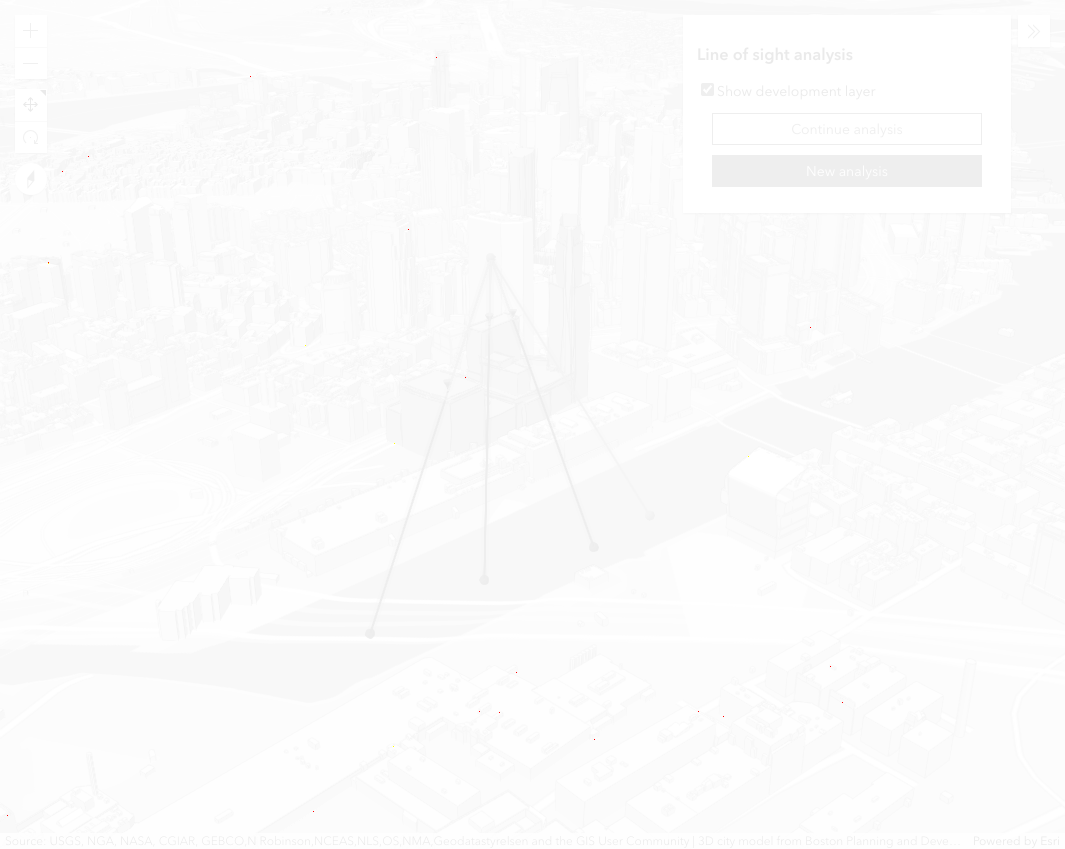 Line of sight analysis
Show development layer
Continue analysis
New analysis
Source: USGS, NGA, NASA, CGIAR, GEBCO,N Robinson,NCEAS,NLS,OS,NMA,Geodatastyrelsen and the GIS User Community | 3D city model from Boston Planning and Deve... Powered by Esri